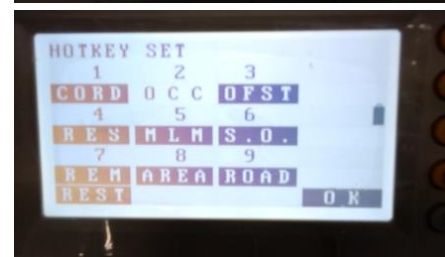 HOTKEY SET
1 2 3
CORD OCC OFST
4 5 6
RES MLM S.O.
7 8 9
REM AREA ROAD
REST OK